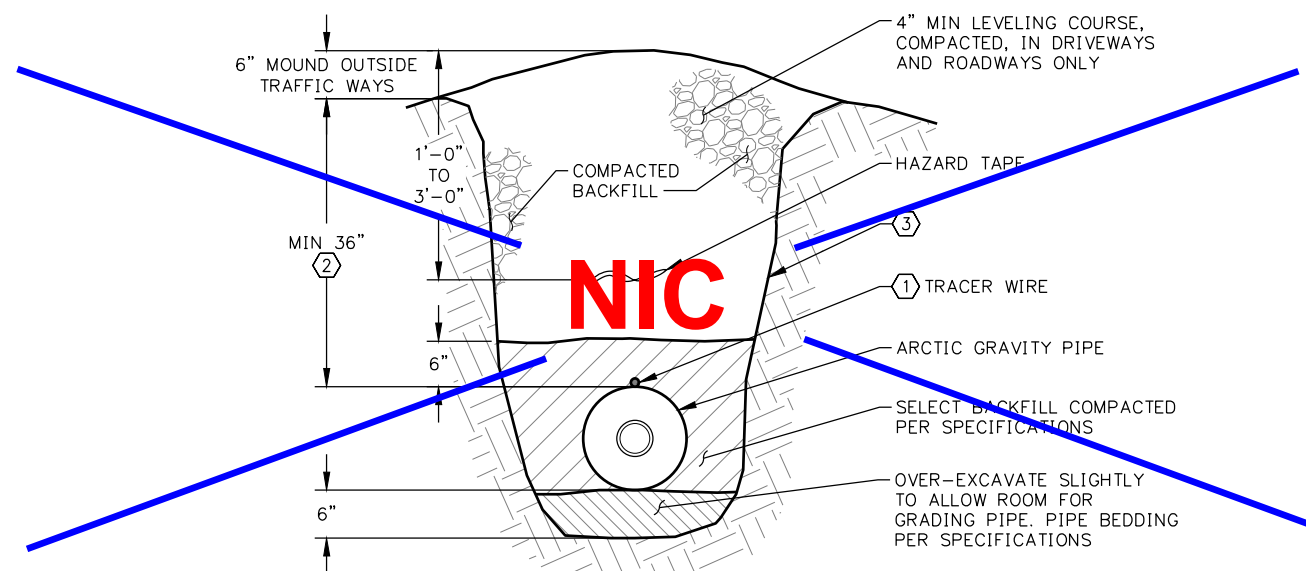 6” MOUND OUTSIDE
TRAFFIC WAYS
4” MIN LEVELING COURSE,
COMPACTED, IN DRIVEWAYS
AND ROADWAYS ONLY
1’-0”
TO
3’-0”
COMPACTED
BACKFILL
HAZARD TAPE
MIN 36”
2
3
NIC
1 TRACER WIRE
6”
ARCTIC GRAVITY PIPE
SELECT BACKFILL COMPACTED
PER SPECIFICATIONS
6”
OVER-EXCAVATE SLIGHTLY
TO ALLOW ROOM FOR
GRADING PIPE. PIPE BEDDING
PER SPECIFICATIONS